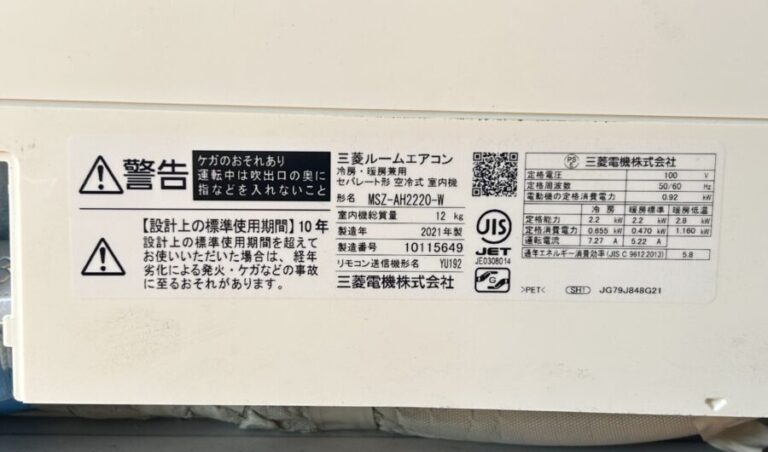 警告
ケガのおそれあり
運転中は吹出口の奥に
指などを入れないこと
【設計上の標準使用期間】10年
設計上の標準使用期間を超えて
お使いいただいた場合は、経年
劣化による発火・ケガなどの事故
に至るおそれがあります。
三菱ルームエアコン
冷房・暖房兼用
セパレート形 空冷式 室内機
形名 MSZ-AH2220-W
室内機総質量 12 kg
製造年 2021年製
製造番号 10115649
リモコン送信機形名 YU192
三菱電機株式会社
JIS
JET
JE0308014
G
PS
E
三菱電機株式会社
定格電圧 100 V
定格周波数 50/60 Hz
電動機の定格消費電力 0.92 kW
冷房 暖房標準 暖房低温
定格能力 2.2 kW 2.2 kW 2.8 kW
定格消費電力 0.655 kW 0.470 kW 1.160 kW
運転電流 7.27 A 5.22 A
通年エネルギー消費効率(JIS C 9612:2013) 5.8
>PET< SH1 JG79J848G21